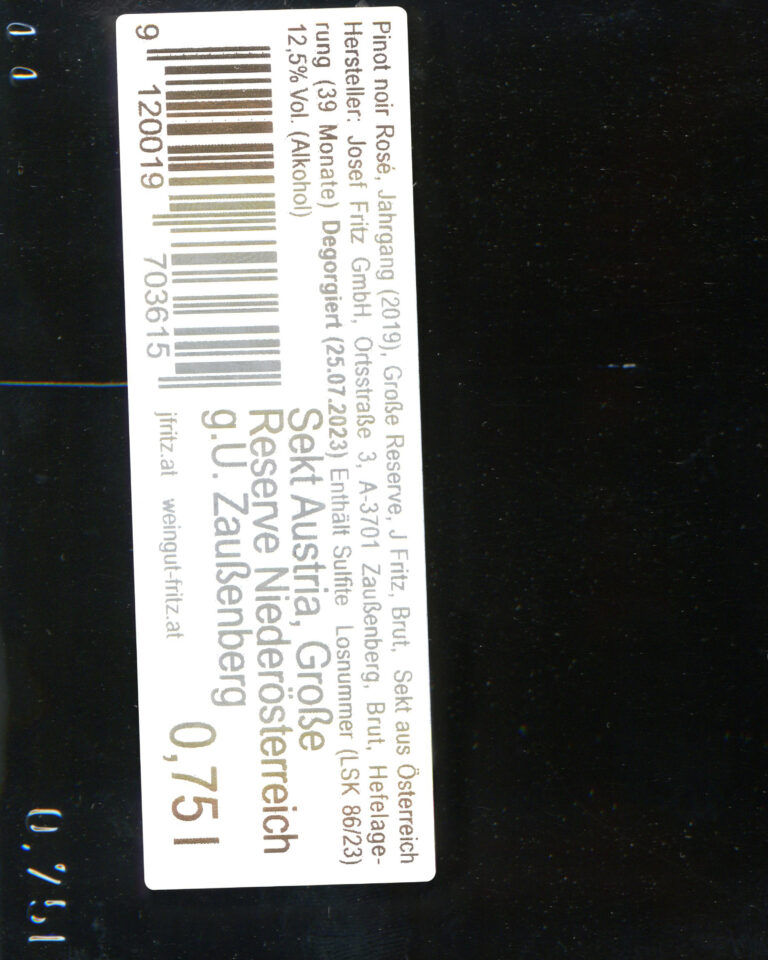 Pinot noir Rosé, Jahrgang (2019), Große Reserve, J Fritz, Brut, Sekt aus Österreich
Hersteller: Josef Fritz GmbH, Ortsstraße 3, A-3701 Zaußenberg, Brut, Hefelage-
rung (39 Monate) Degorgiert (25.07.2023) Enthält Sulfite Losnummer (LSK 86/23)
12,5% Vol. (Alkohol)
Sekt Austria, Große
Reserve Niederösterreich
g.U. Zaußenberg
0,75 l
9 120019 703615
jfritz.at weingut-fritz.at
0,75l